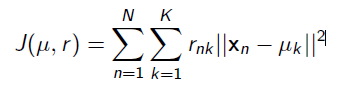 J(μ, r) = ∑_{n=1}^{N} ∑_{k=1}^{K} r_{nk}||x_n − μ_k||²